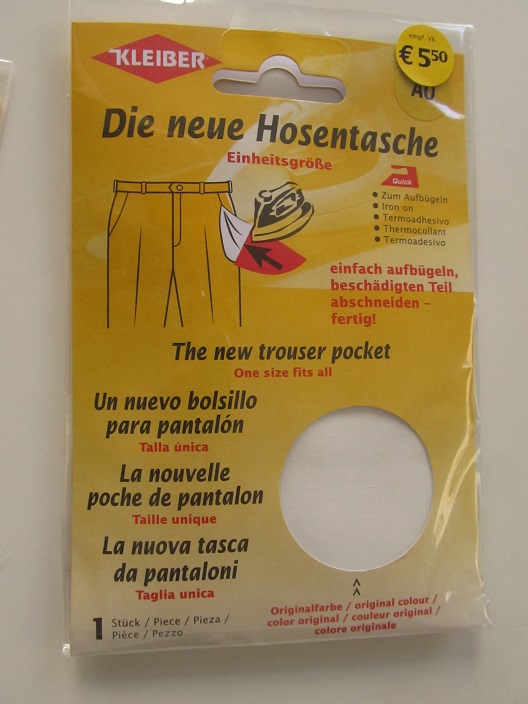 KLEIBER
empf. VK
€ 5⁵⁰
AU
Die neue Hosentasche
Einheitsgröße
Quick
• Zum Aufbügeln
• Iron on
• Termoadhesivo
• Thermocollant
• Termoadesivo
einfach aufbügeln,
beschädigten Teil
abschneiden –
fertig!
The new trouser pocket
One size fits all
Un nuevo bolsillo
para pantalón
Talla única
La nouvelle
poche de pantalon
Taille unique
La nuova tasca
da pantaloni
Taglia unica
1 Stück / Piece / Pieza /
Pièce / Pezzo
Originalfarbe / original colour /
color original / couleur original /
colore originale